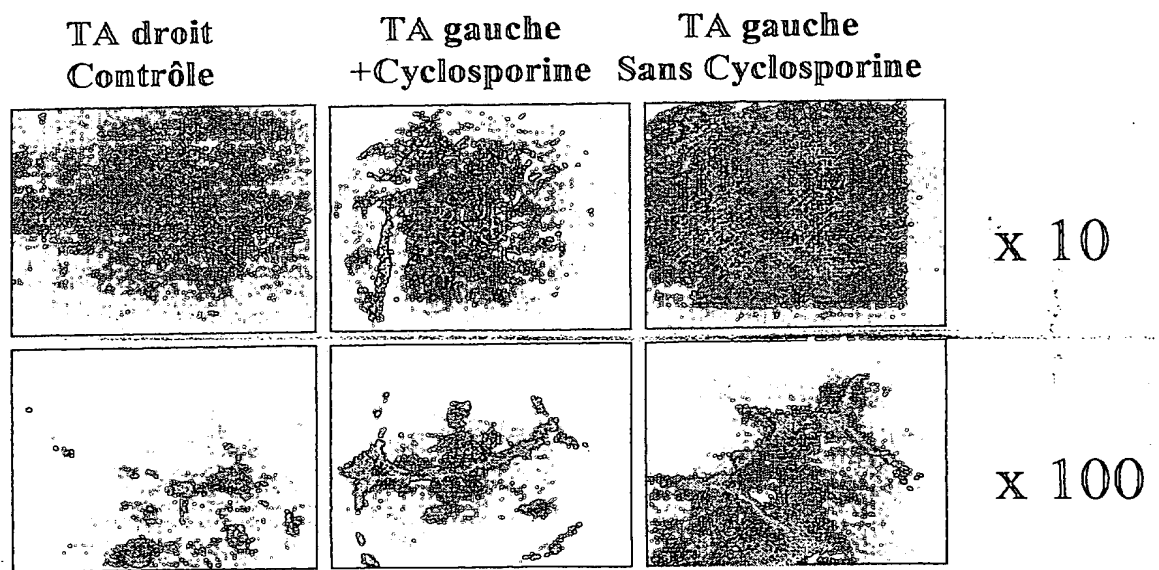 TA droit
Contrôle
TA gauche
+Cyclosporine
TA gauche
Sans Cyclosporine
x 10
x 100